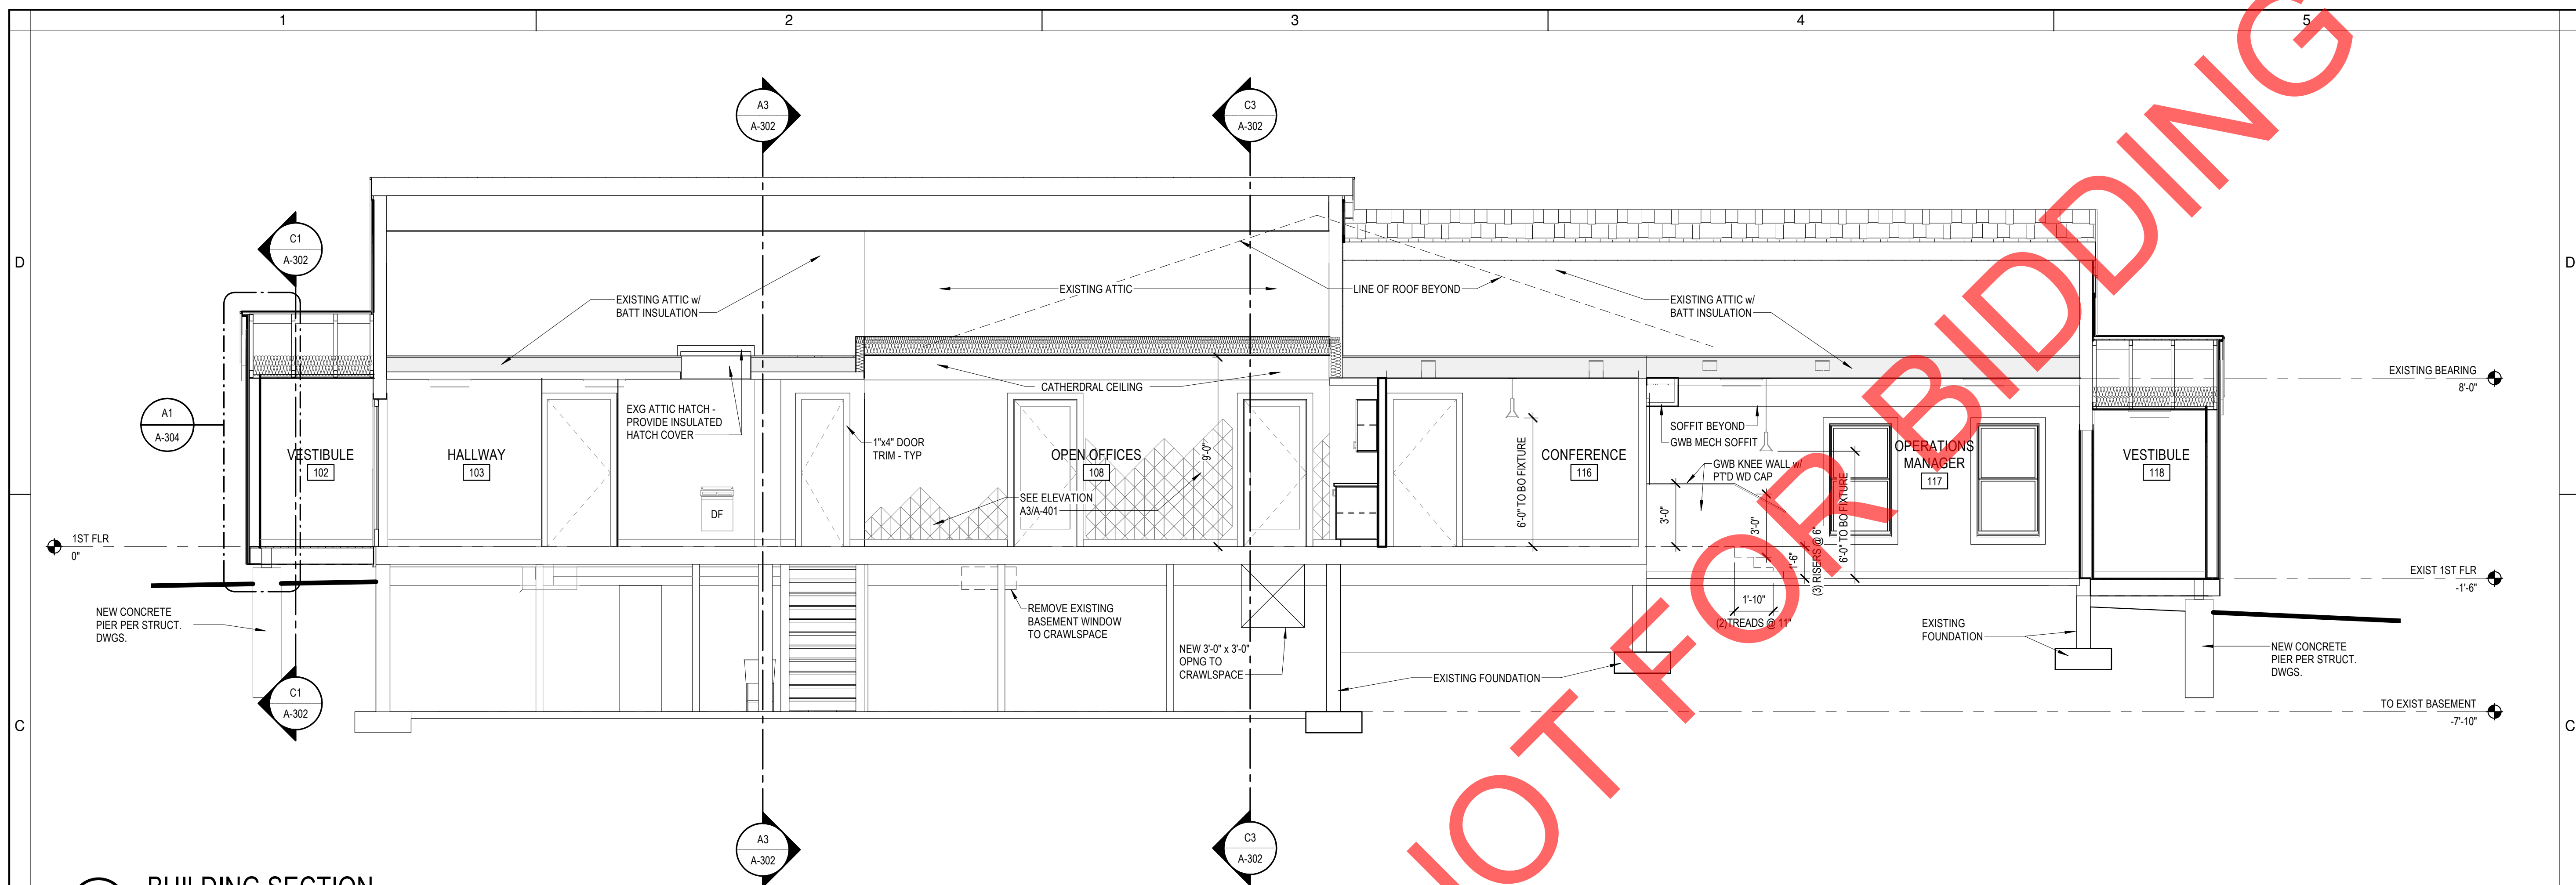 1
2
3
4
5
D
D
C
C
A3
A-302
C3
A-302
C1
A-302
EXISTING ATTIC w/
BATT INSULATION
EXISTING ATTIC
LINE OF ROOF BEYOND
EXISTING ATTIC w/
BATT INSULATION
EXISTING BEARING
8'-0"
CATHERDRAL CEILING
A1
A-304
EXG ATTIC HATCH -
PROVIDE INSULATED
HATCH COVER
1"x4" DOOR
TRIM - TYP
VESTIBULE
102
HALLWAY
103
DF
OPEN OFFICES
108
9'-0"
SEE ELEVATION
A3/A-401
6'-0" TO BO FIXTURE
CONFERENCE
116
SOFFIT BEYOND
GWB MECH SOFFIT
GWB KNEE WALL w/
PT'D WD CAP
3'-0"
3'-0"
1'-6"
(3) RISERS @ 6"
6'-0" TO BO FIXTURE
OPERATIONS
MANAGER
117
VESTIBULE
118
1ST FLR
0"
EXIST 1ST FLR
-1'-6"
1'-10"
(2)TREADS @ 11"
NEW CONCRETE
PIER PER STRUCT.
DWGS.
REMOVE EXISTING
BASEMENT WINDOW
TO CRAWLSPACE
NEW 3'-0" x 3'-0"
OPNG TO
CRAWLSPACE
EXISTING FOUNDATION
EXISTING
FOUNDATION
NEW CONCRETE
PIER PER STRUCT.
DWGS.
TO EXIST BASEMENT
-7'-10"
C1
A-302
A3
A-302
C3
A-302
BUILDING SECTION
NOT FOR BIDDING